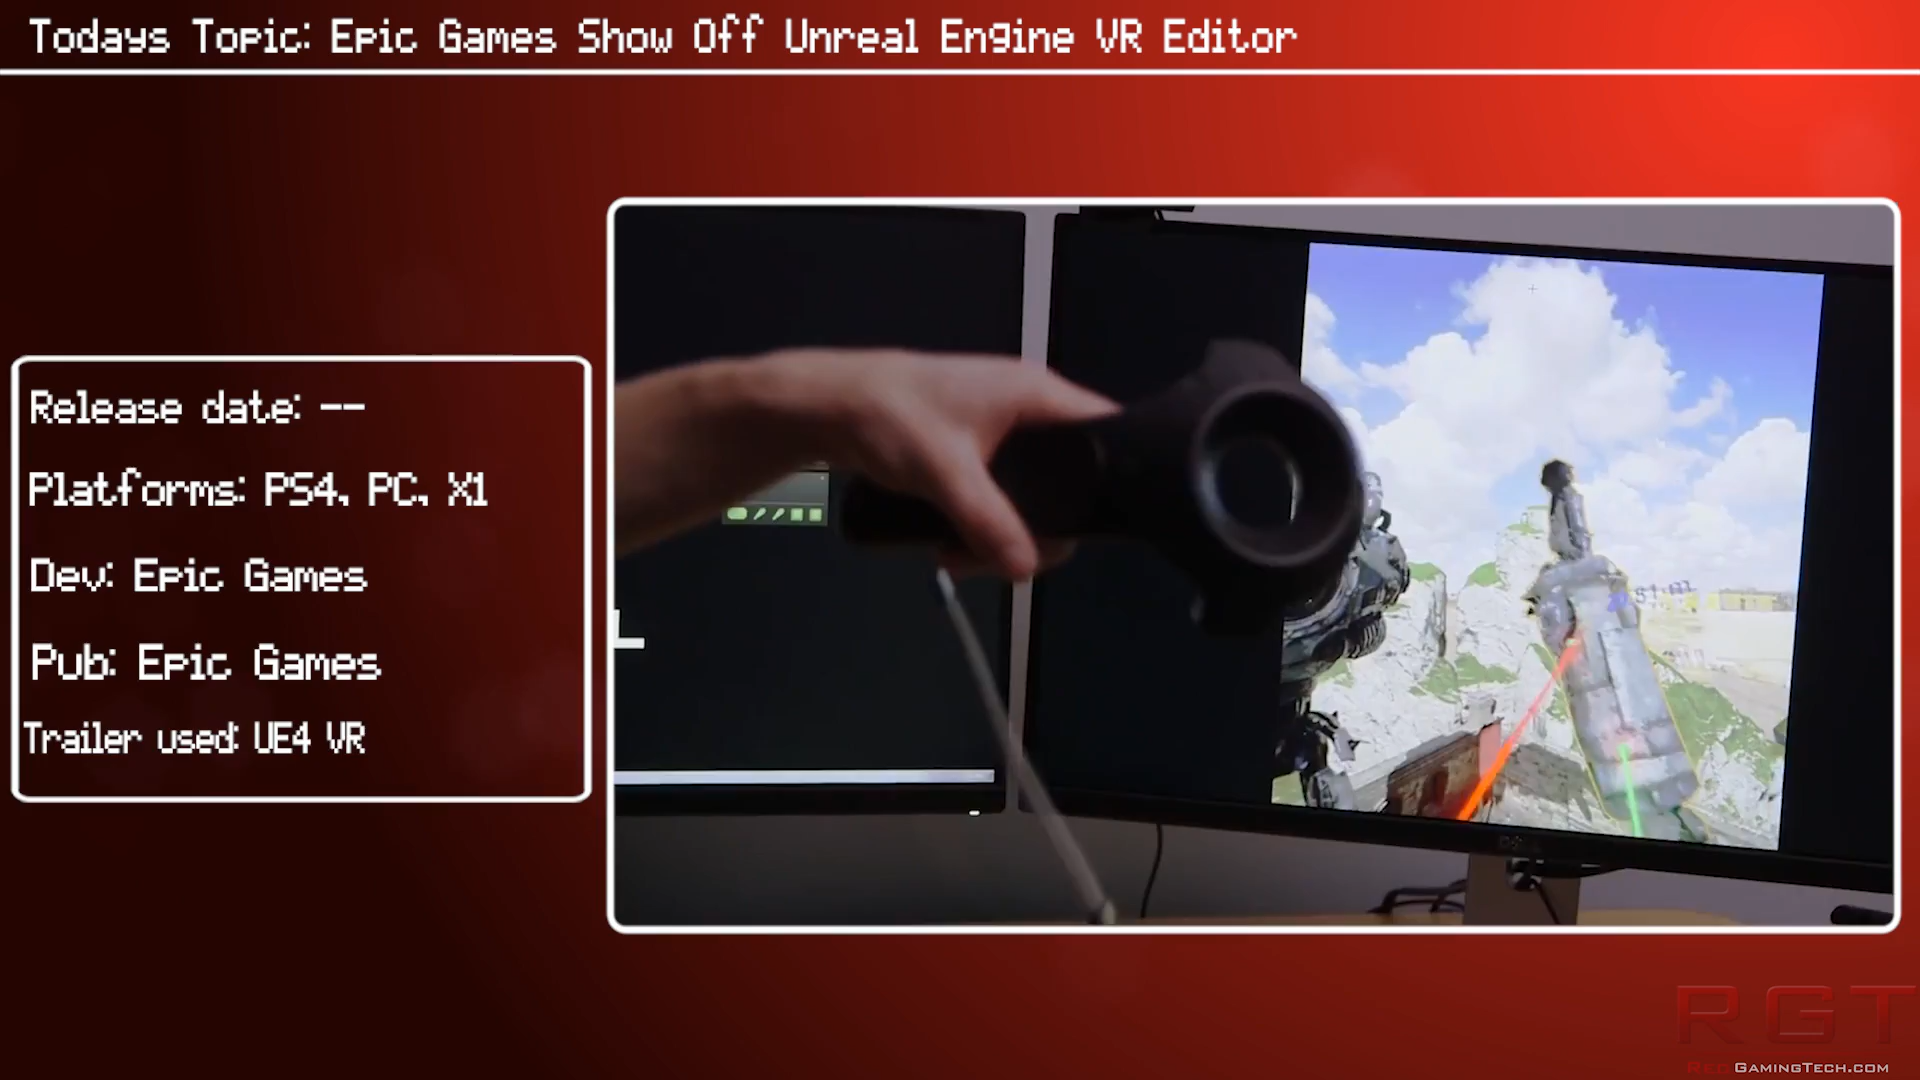 Todays Topic: Epic Games Show Off Unreal Engine VR Editor
Release date: --
Platforms: PS4, PC, X1
Dev: Epic Games
Pub: Epic Games
Trailer used: UE4 VR
RGT
RedGamingTech.com